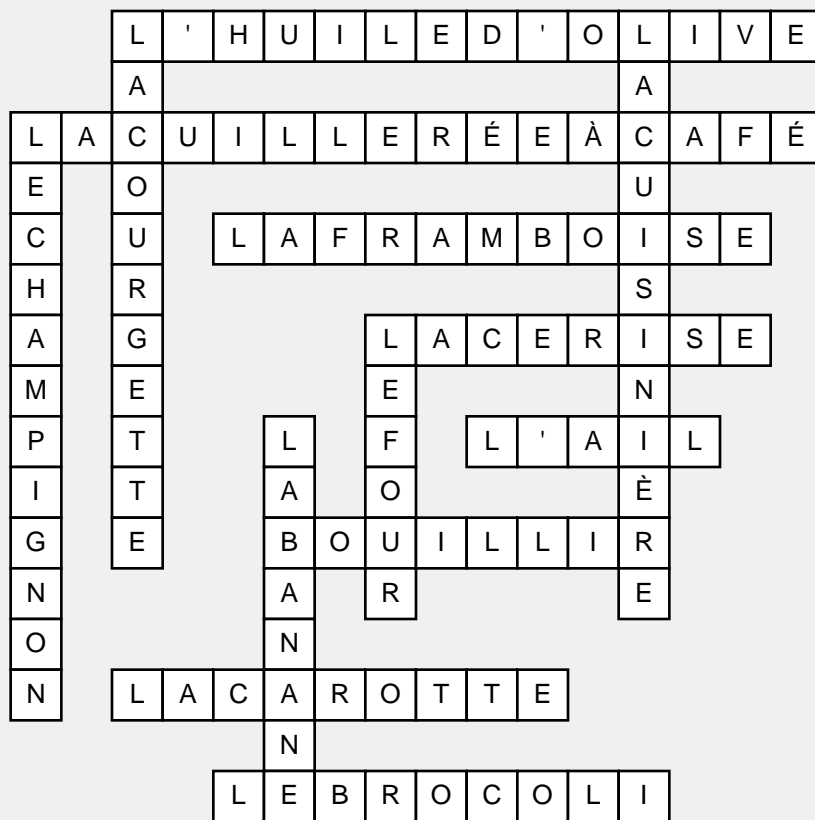 L'HUILED'OLIVE
LACUILLERÉEÀCAFÉ
LAFRAMBOISE
LACERISE
L'AIL
BOUILLIR
LACAROTTE
LEBROCOLI
LACOURGETTE
LACUISINIÈRE
LECHAMPIGNON
LEFOUR
LABANANE